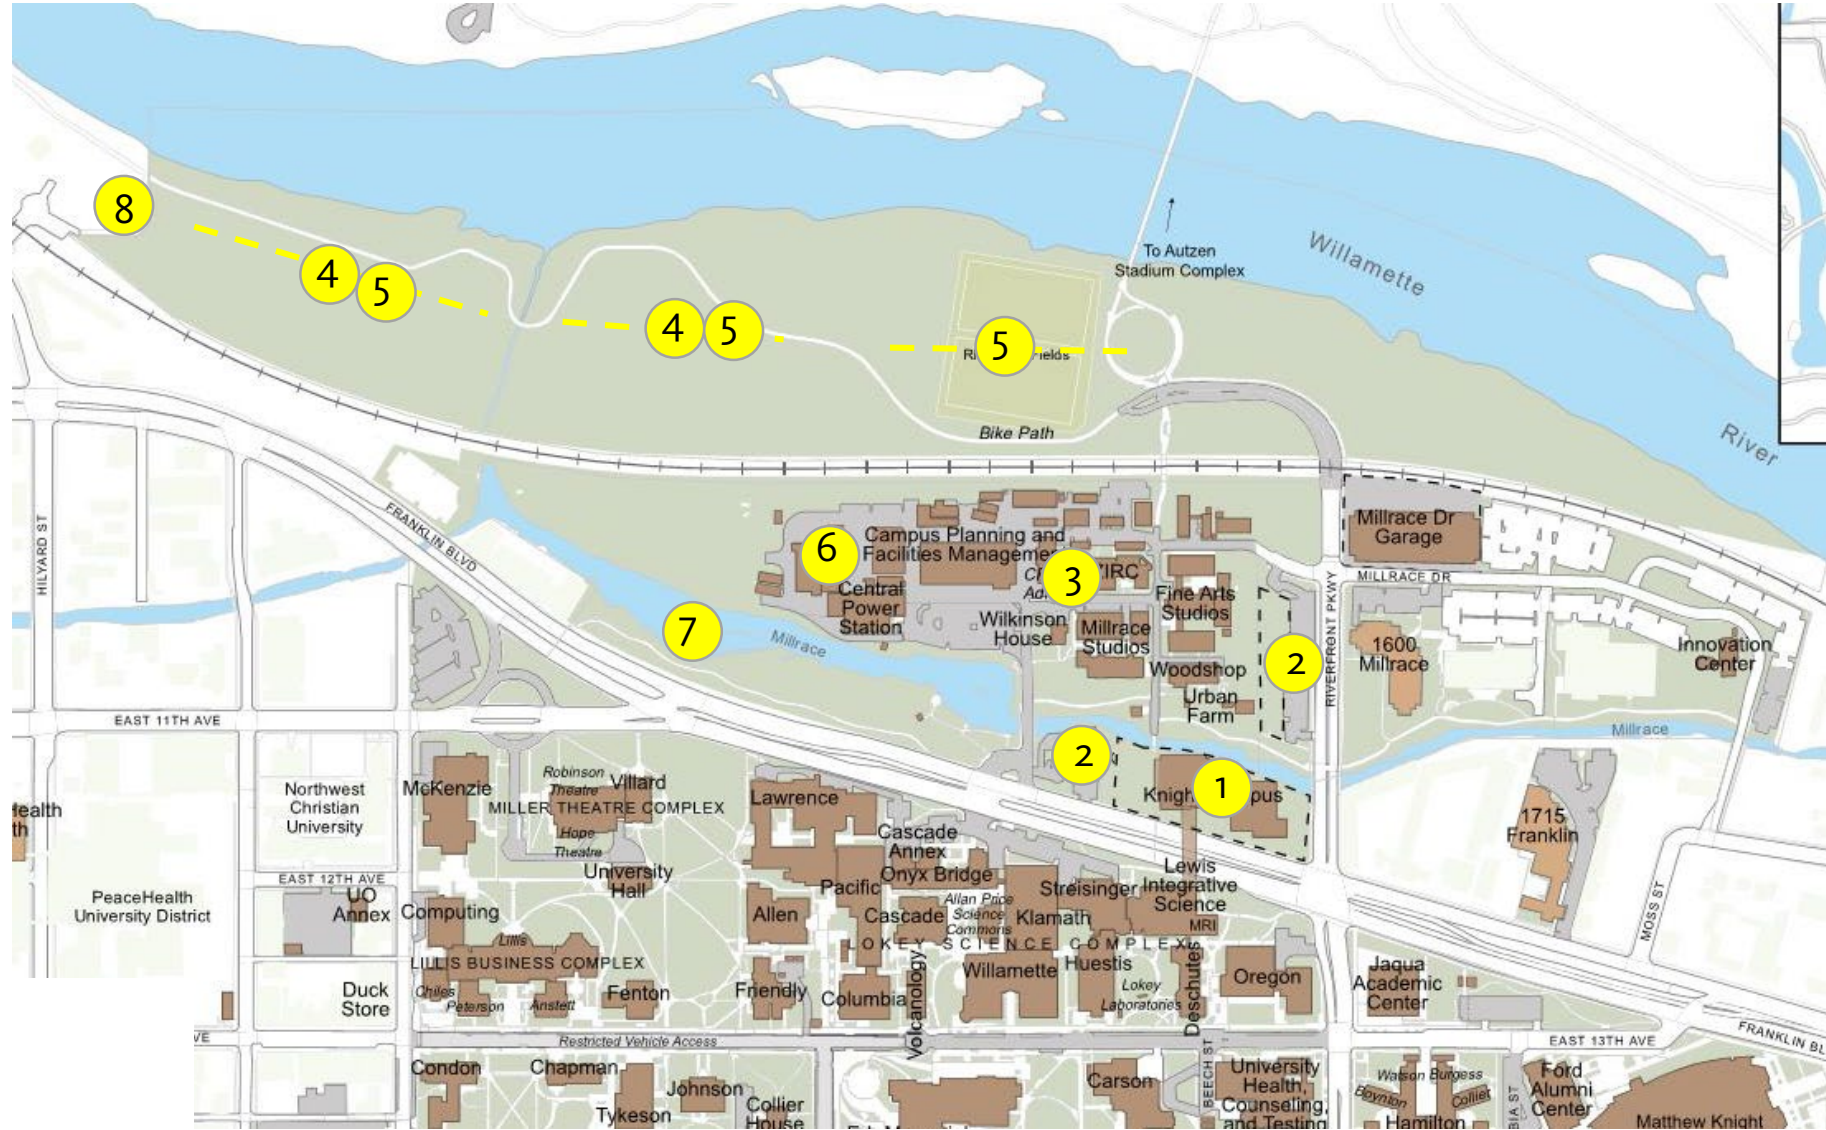 To Autzen
Stadium Complex
Willamette
River
8
4
5
4
5
5
Bike Path
HILYARD ST
FRANKLIN BLVD
Millrace Dr
Garage
MILLRACE DR
RIVERFRONT PKWY
6
Campus Planning and
Facilities Manageme
3
IRC
Central
Power
Station
Fine Arts
Studios
Wilkinson
House
Millrace
Studios
7
Millrace
Woodshop
Urban
Farm
2
1600
Millrace
Innovation
Center
EAST 11TH AVE
Millrace
2
1
McKenzie
Robinson
Theatre
Villard
MILLER THEATRE COMPLEX
Hope
Theatre
Northwest
Christian
University
Lawrence
Cascade
Annex
Onyx Bridge
1715
Franklin
University
Hall
Pacific
Streisinger
Lewis
Integrative
Science
MRI
EAST 12TH AVE
UO
Annex
PeaceHealth
University District
Computing
Allen
Cascade
Allan Price
Science
Commons
Klamath
MOSS ST
LOKEY SCIENCE COMPLEX
Lillis
LILLIS BUSINESS COMPLEX
Willamette
Huestis
Oregon
Jaqua
Academic
Center
Duck
Store
Chiles
Peterson
Anstett
Fenton
Friendly
Columbia
Volcanology
Lokey
Laboratories
Deschutes
Restricted Vehicle Access
EAST 13TH AVE
FRANKLIN BL
Condon
Chapman
Johnson
Tykeson
Collier
House
Carson
BEECH ST
University
Health,
Counseling,
and Testing
Watson
Burgess
Boynton
Collier
Hamilton
Ford
Alumni
Center
Matthew Knight